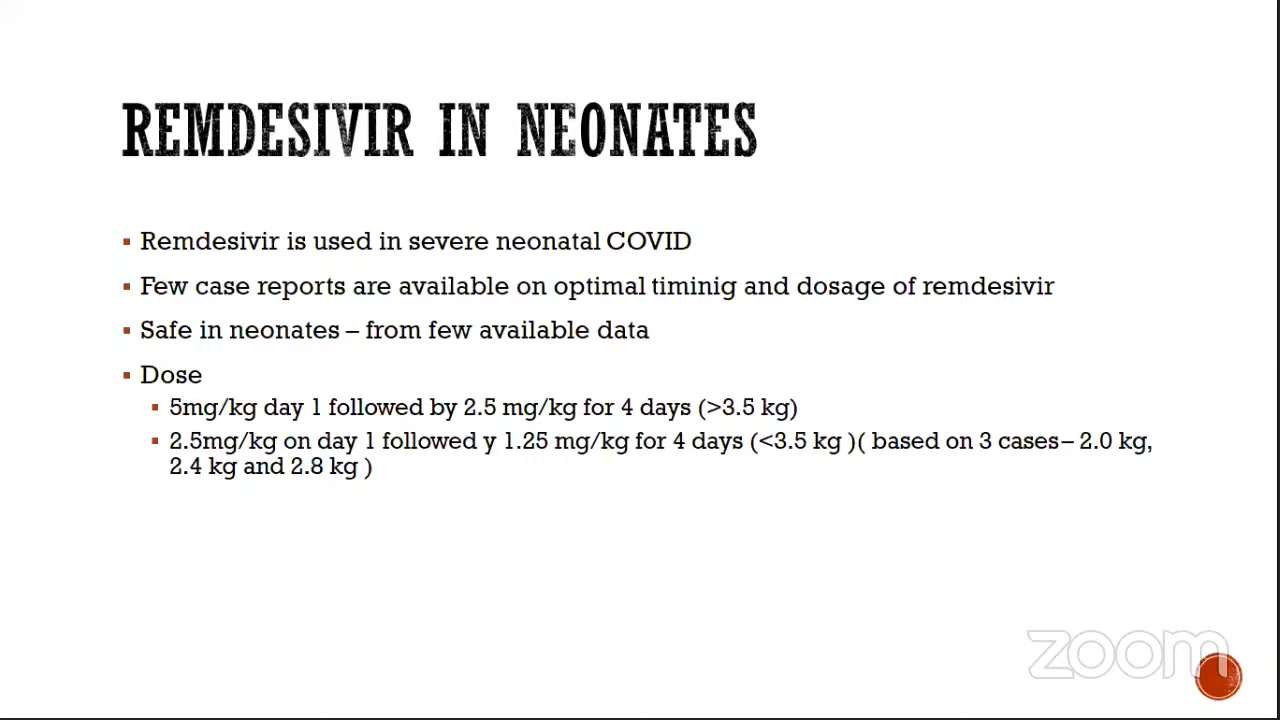 REMDESIVIR IN NEONATES
▪ Remdesivir is used in severe neonatal COVID
▪ Few case reports are available on optimal timinig and dosage of remdesivir
▪ Safe in neonates – from few available data
▪ Dose
▪ 5mg/kg day 1 followed by 2.5 mg/kg for 4 days (>3.5 kg)
▪ 2.5mg/kg on day 1 followed y 1.25 mg/kg for 4 days (<3.5 kg )( based on 3 cases– 2.0 kg,
2.4 kg and 2.8 kg )
zoom